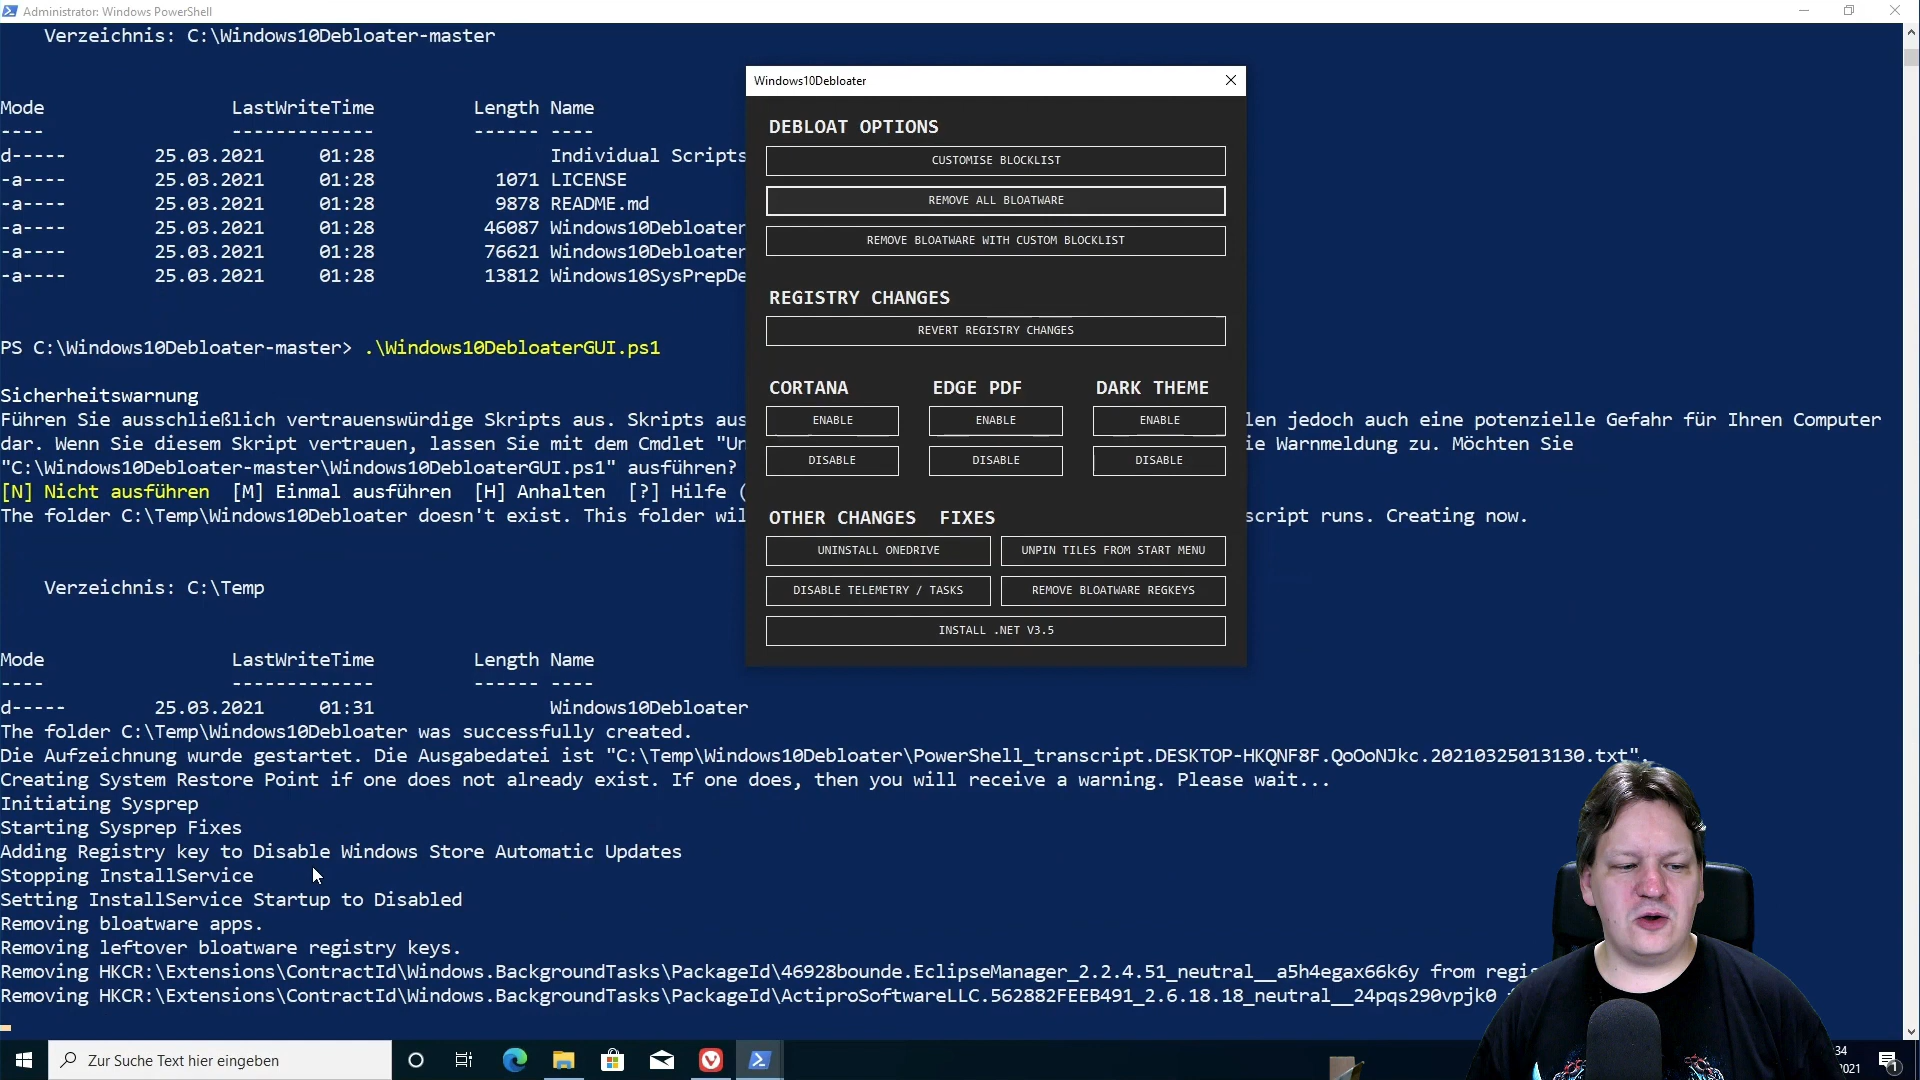 Administrator: Windows PowerShell
Verzeichnis: C:\Windows10Debloater-master
Mode LastWriteTime Length Name
---- ------------- ------ ----
d----- 25.03.2021 01:28 Individual Scripts
-a---- 25.03.2021 01:28 1071 LICENSE
-a---- 25.03.2021 01:28 9878 README.md
-a---- 25.03.2021 01:28 46087 Windows10Debloater
-a---- 25.03.2021 01:28 76621 Windows10Debloater
-a---- 25.03.2021 01:28 13812 Windows10SysPrepDe
PS C:\Windows10Debloater-master> .\Windows10DebloaterGUI.ps1
Sicherheitswarnung
Führen Sie ausschließlich vertrauenswürdige Skripts aus. Skripts aus len jedoch auch eine potenzielle Gefahr für Ihren Computer
dar. Wenn Sie diesem Skript vertrauen, lassen Sie mit dem Cmdlet "Un ie Warnmeldung zu. Möchten Sie
"C:\Windows10Debloater-master\Windows10DebloaterGUI.ps1" ausführen?
[N] Nicht ausführen [M] Einmal ausführen [H] Anhalten [?] Hilfe (
The folder C:\Temp\Windows10Debloater doesn't exist. This folder wil script runs. Creating now.
Verzeichnis: C:\Temp
Mode LastWriteTime Length Name
---- ------------- ------ ----
d----- 25.03.2021 01:31 Windows10Debloater
The folder C:\Temp\Windows10Debloater was successfully created.
Die Aufzeichnung wurde gestartet. Die Ausgabedatei ist "C:\Temp\Windows10Debloater\PowerShell_transcript.DESKTOP-HKQNF8F.QoOoNJkc.20210325013130.txt".
Creating System Restore Point if one does not already exist. If one does, then you will receive a warning. Please wait...
Initiating Sysprep
Starting Sysprep Fixes
Adding Registry key to Disable Windows Store Automatic Updates
Stopping InstallService
Setting InstallService Startup to Disabled
Removing bloatware apps.
Removing leftover bloatware registry keys.
Removing HKCR:\Extensions\ContractId\Windows.BackgroundTasks\PackageId\46928bounde.EclipseManager_2.2.4.51_neutral__a5h4egax66k6y from regis
Removing HKCR:\Extensions\ContractId\Windows.BackgroundTasks\PackageId\ActiproSoftwareLLC.562882FEEB491_2.6.18.18_neutral__24pqs290vpjk0
Windows10Debloater
DEBLOAT OPTIONS
CUSTOMISE BLOCKLIST
REMOVE ALL BLOATWARE
REMOVE BLOATWARE WITH CUSTOM BLOCKLIST
REGISTRY CHANGES
REVERT REGISTRY CHANGES
CORTANA EDGE PDF DARK THEME
ENABLE ENABLE ENABLE
DISABLE DISABLE DISABLE
OTHER CHANGES FIXES
UNINSTALL ONEDRIVE UNPIN TILES FROM START MENU
DISABLE TELEMETRY / TASKS REMOVE BLOATWARE REGKEYS
INSTALL .NET V3.5
Zur Suche Text hier eingeben
34
2021
1